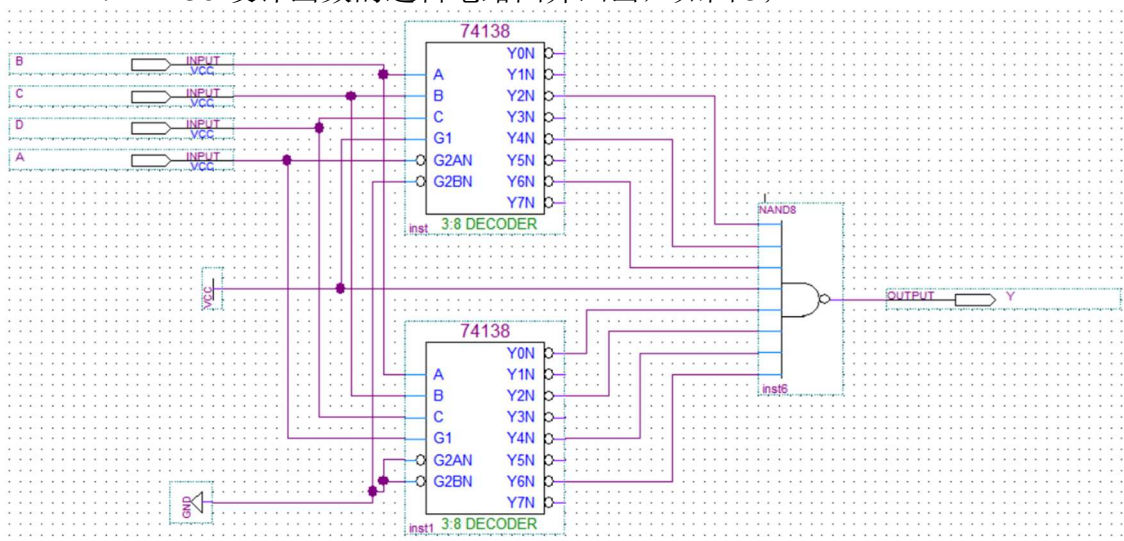 74138
B INPUT VCC
C INPUT VCC
D INPUT VCC
A INPUT VCC
A
B
C
G1
G2AN
G2BN
Y0N
Y1N
Y2N
Y3N
Y4N
Y5N
Y6N
Y7N
inst 3:8 DECODER
VCC
NAND8
inst6
OUTPUT Y
74138
A
B
C
G1
G2AN
G2BN
Y0N
Y1N
Y2N
Y3N
Y4N
Y5N
Y6N
Y7N
GND
inst1 3:8 DECODER